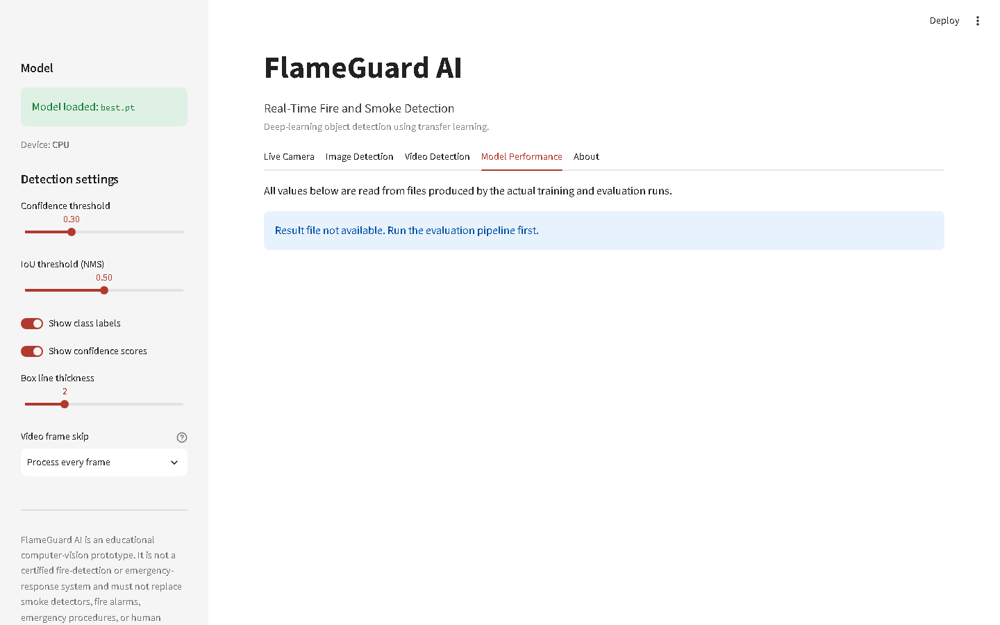 Deploy
Model
Model loaded: best.pt
Device: CPU
Detection settings
Confidence threshold
0.30
IoU threshold (NMS)
0.50
Show class labels
Show confidence scores
Box line thickness
2
Video frame skip
Process every frame
FlameGuard AI is an educational
computer-vision prototype. It is not a
certified fire-detection or emergency-
response system and must not replace
smoke detectors, fire alarms,
emergency procedures, or human
FlameGuard AI
Real-Time Fire and Smoke Detection
Deep-learning object detection using transfer learning.
Live Camera Image Detection Video Detection Model Performance About
All values below are read from files produced by the actual training and evaluation runs.
Result file not available. Run the evaluation pipeline first.